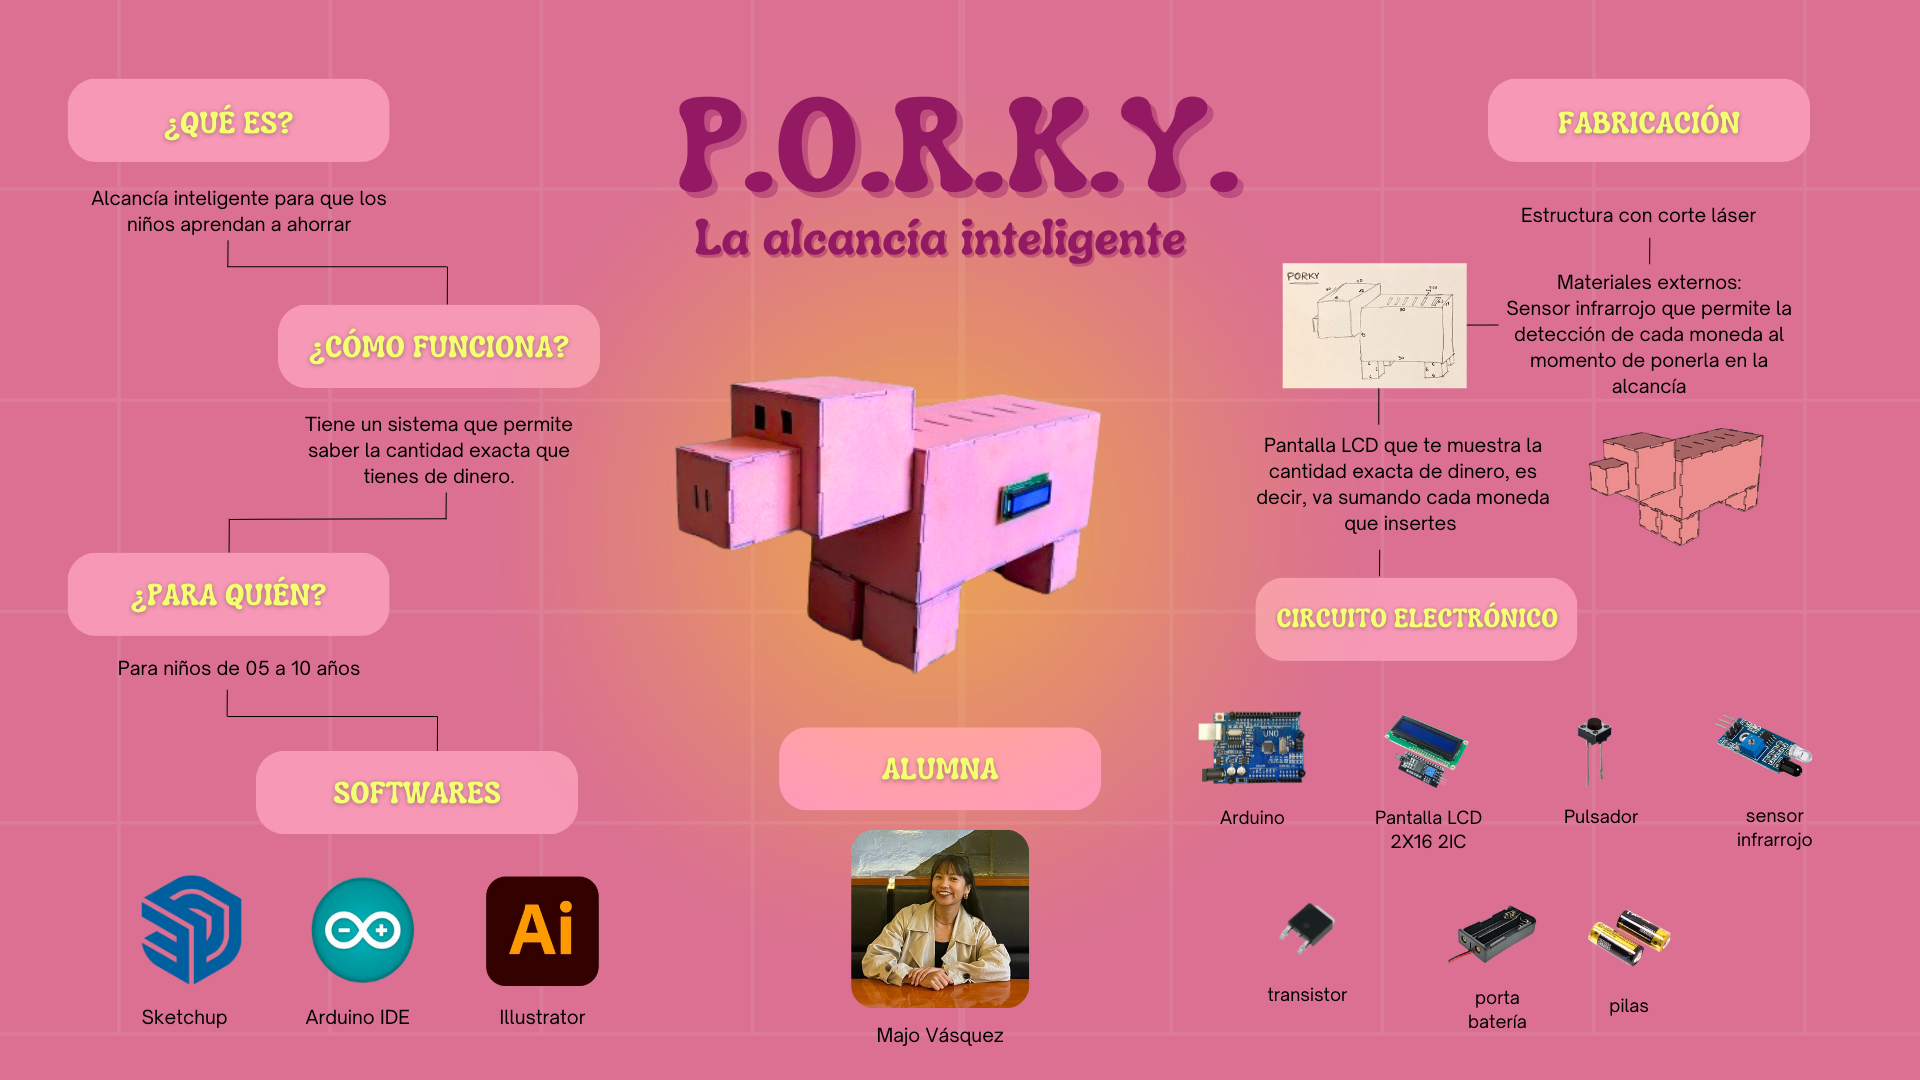 P.O.R.K.Y.
La alcancía inteligente
¿QUÉ ES?
Alcancía inteligente para que los
niños aprendan a ahorrar
¿CÓMO FUNCIONA?
Tiene un sistema que permite
saber la cantidad exacta que
tienes de dinero.
¿PARA QUIÉN?
Para niños de 05 a 10 años
SOFTWARES
Ai
Sketchup
Arduino IDE
Illustrator
ALUMNA
Majo Vásquez
FABRICACIÓN
Estructura con corte láser
Materiales externos:
Sensor infrarrojo que permite la
detección de cada moneda al
momento de ponerla en la
alcancía
PORKY
Pantalla LCD que te muestra la
cantidad exacta de dinero, es
decir, va sumando cada moneda
que insertes
CIRCUITO ELECTRÓNICO
UNO
Arduino
Pantalla LCD
2X16 2IC
Pulsador
sensor
infrarrojo
transistor
porta
batería
pilas